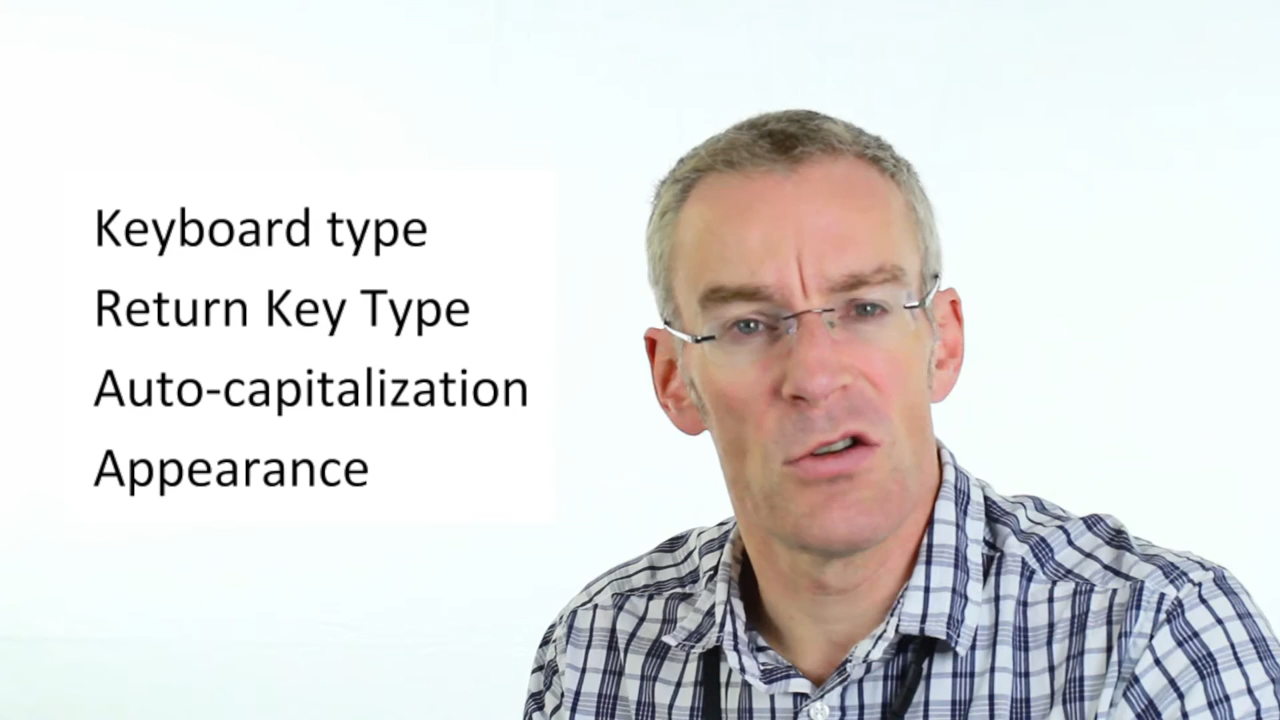 Keyboard type
Return Key Type
Auto-capitalization
Appearance